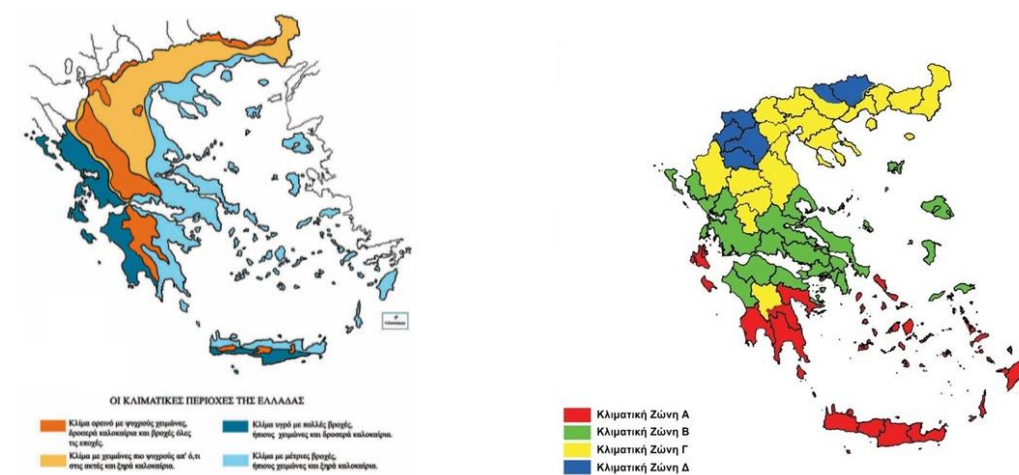 ΟΙ ΚΛΙΜΑΤΙΚΕΣ ΠΕΡΙΟΧΕΣ ΤΗΣ ΕΛΛΑΔΑΣ
Κλίμα ορεινό με ψυχρούς χειμώνες,
δροσερά καλοκαίρια και βροχές όλες
τις εποχές.
Κλίμα με χειμώνες πιο ψυχρούς απ' ό,τι
στις ακτές και ξηρά καλοκαίρια.
Κλίμα υγρό με πολλές βροχές,
ήπιους χειμώνες και δροσερά καλοκαίρια.
Κλίμα με μέτριες βροχές,
ήπιους χειμώνες και ξηρά καλοκαίρια.
Κλιματική Ζώνη Α
Κλιματική Ζώνη Β
Κλιματική Ζώνη Γ
Κλιματική Ζώνη Δ